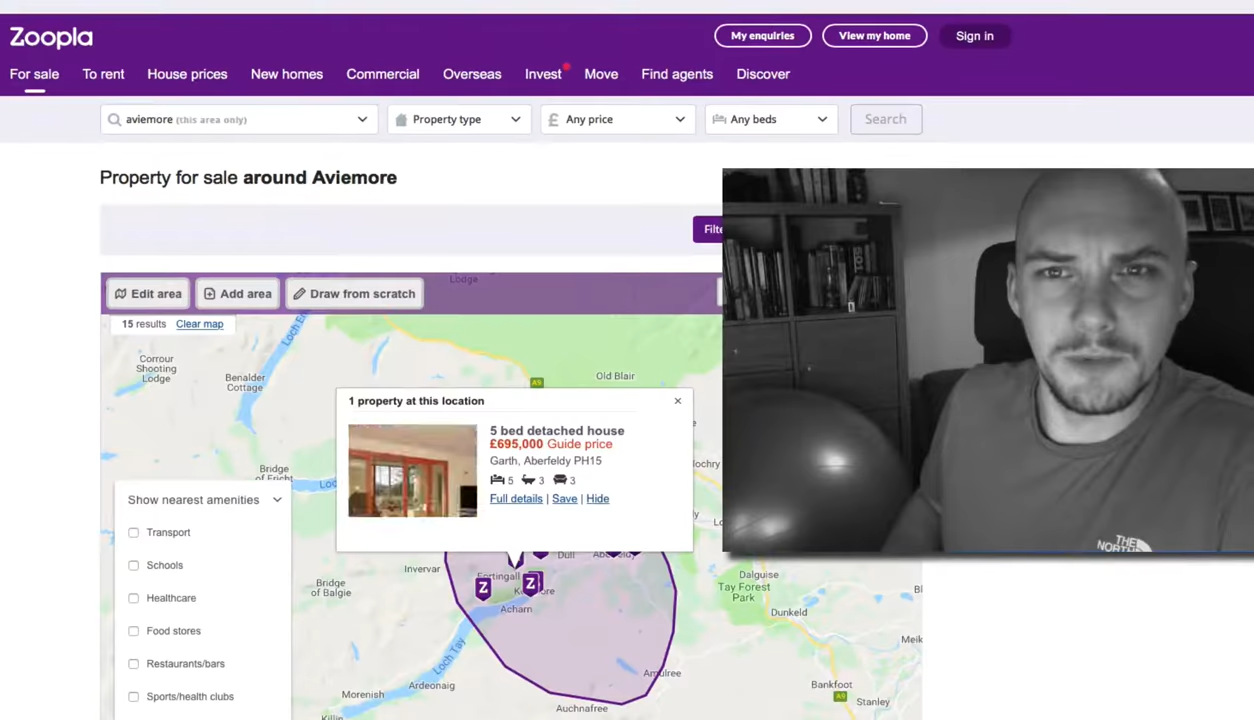 Zoopla
My enquiries
View my home
Sign in
For sale
To rent
House prices
New homes
Commercial
Overseas
Invest
Move
Find agents
Discover
aviemore (this area only)
Property type
£ Any price
Any beds
Search
Property for sale around Aviemore
Edit area
Add area
Draw from scratch
Lodge
15 results Clear map
Corrour
Shooting
Lodge
Benalder
Cottage
A9
Old Blair
1 property at this location
×
5 bed detached house
£695,000 Guide price
Garth, Aberfeldy PH15
5 3 3
Full details | Save | Hide
Bridge
Show nearest amenities
Transport
Schools
Healthcare
Food stores
Restaurants/bars
Sports/health clubs
Invervar
Fortingall
Dull
Z
Z
Acharn
Bridge
of Balgie
Loch Tay
Dalguise
Tay Forest
Park
Dunkeld
Meik
Amulree
Ardeonaig
Morenish
Auchnafree
Killin
Bankfoot
A9
Stanley
THE
NORTH